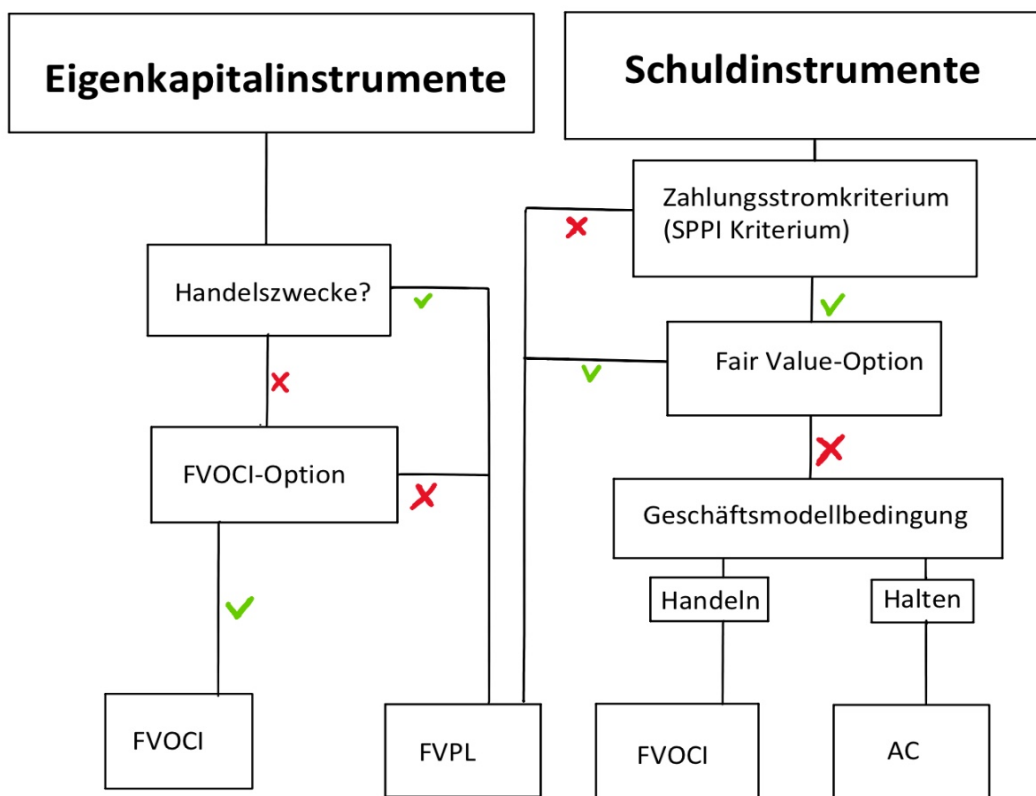 Eigenkapitalinstrumente
Handelszwecke?
FVOCI-Option
FVOCI
FVPL
Schuldinstrumente
Zahlungsstromkriterium
(SPPI Kriterium)
Fair Value-Option
Geschäftsmodellbedingung
Handeln
Halten
FVOCI
AC